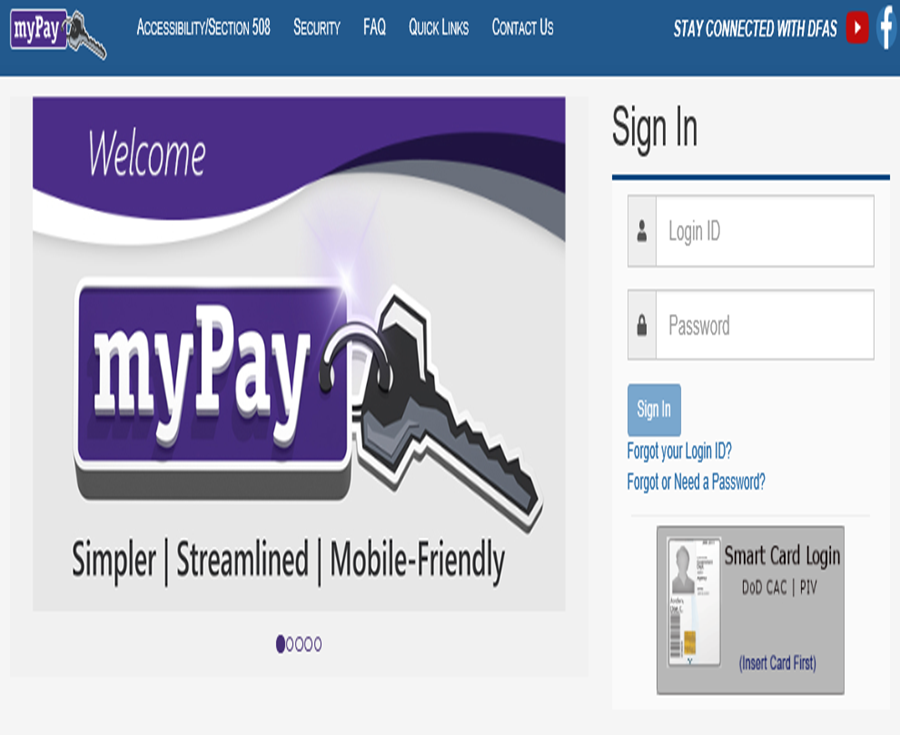 myPay
Accessibility/Section 508 Security FAQ Quick Links Contact Us
STAY CONNECTED WITH DFAS
Welcome
myPay
Simpler | Streamlined | Mobile-Friendly
Sign In
Login ID
Password
Sign In
Forgot your Login ID?
Forgot or Need a Password?
Smart Card Login
DoD CAC | PIV
(Insert Card First)